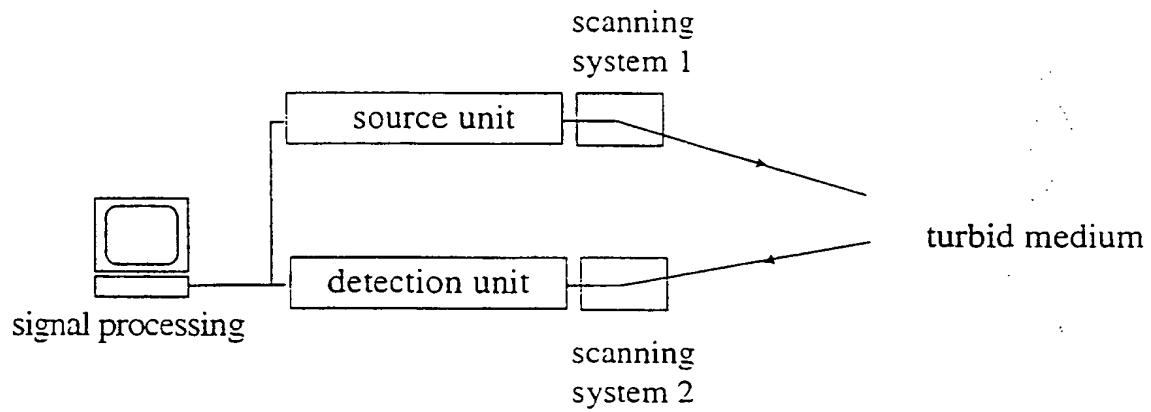 scanning
system 1
source unit
turbid medium
detection unit
signal processing
scanning
system 2